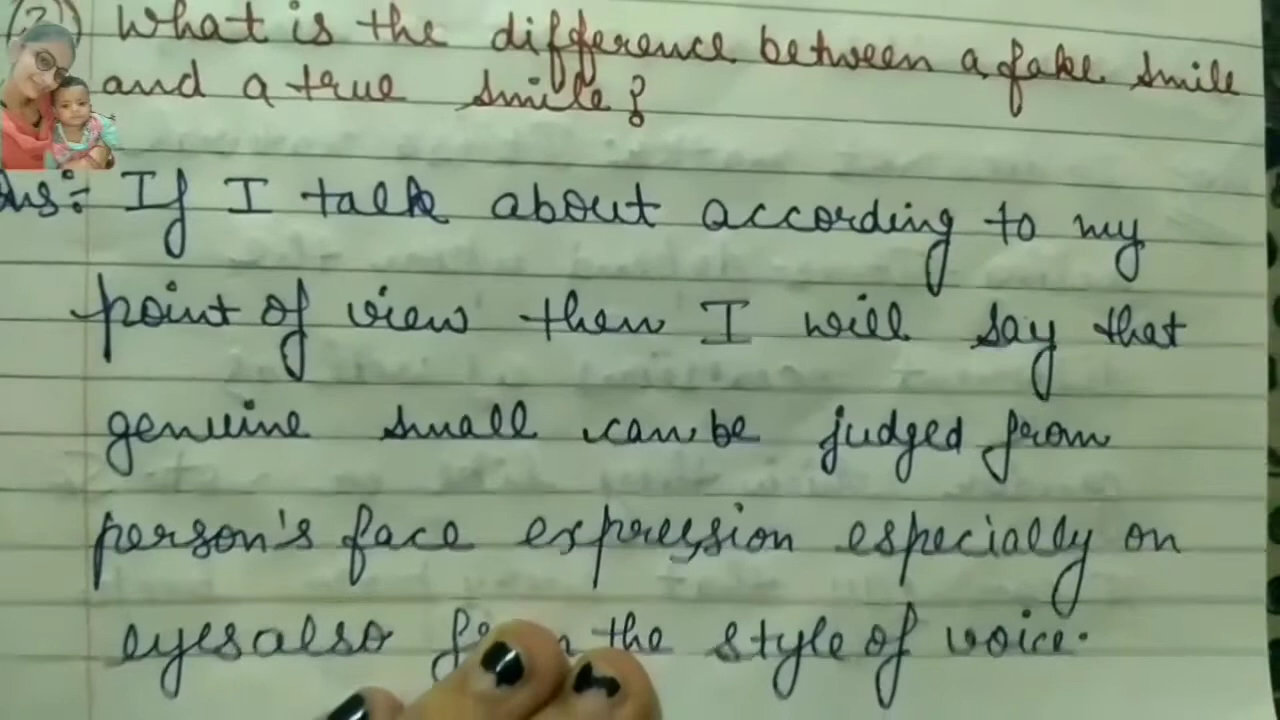 (2) What is the difference between a fake smile
and a true smile?
Ans:- If I talk about according to my
point of view then I will say that
genuine small can be judged from
person's face expression especially on
eyes also the style of voice.